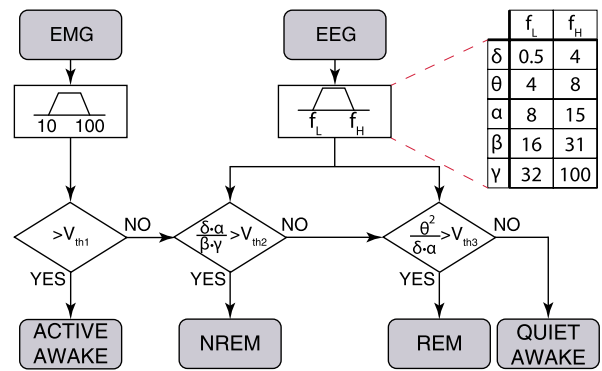 EMG
EEG
f_L f_H
δ 0.5 4
θ 4 8
α 8 15
β 16 31
γ 32 100
10 100
f_L f_H
>V_th1
NO
δ·α
β·γ
>V_th2
NO
θ²
δ·α
>V_th3
NO
YES
YES
YES
ACTIVE
AWAKE
NREM
REM
QUIET
AWAKE